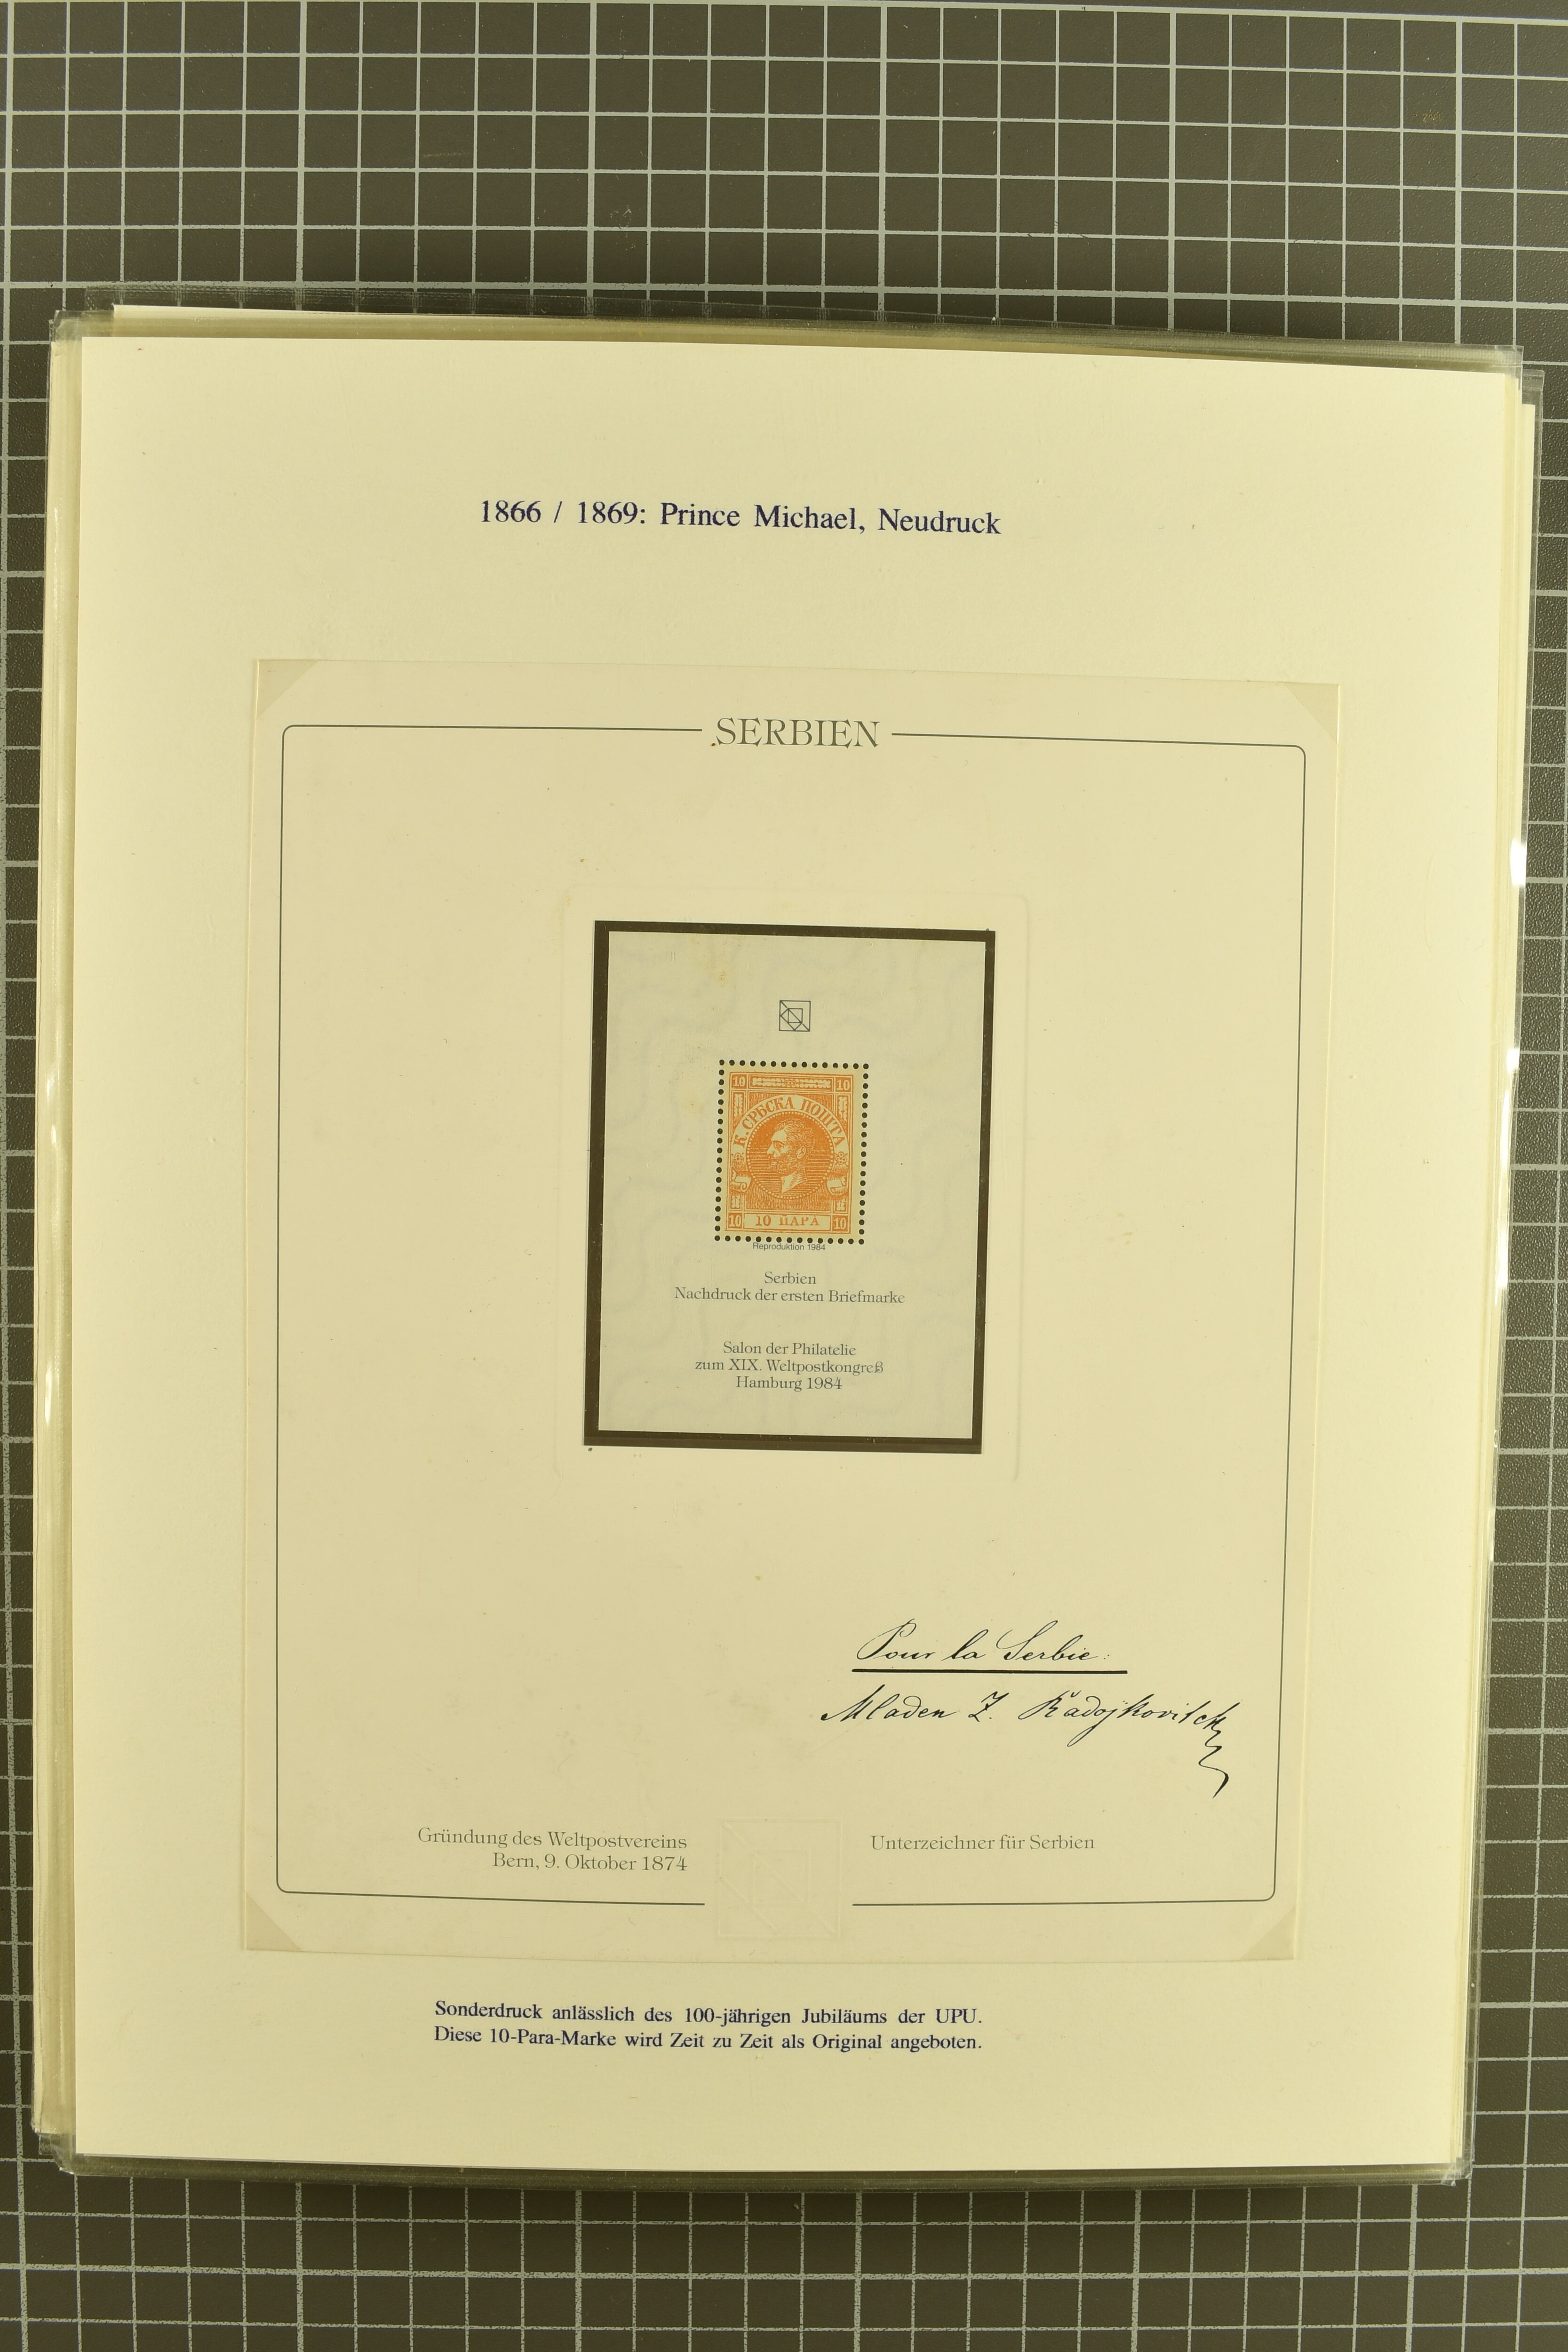 1866 / 1869: Prince Michael, Neudruck
SERBIEN
10 10
К. СРБСКА ПОШТА
10 10 ПАРА 10
Reproduktion 1984
Serbien
Nachdruck der ersten Briefmarke
Salon der Philatelie
zum XIX. Weltpostkongreß
Hamburg 1984
Pour la Serbie:
Mladen Z. Radojkovitch
Gründung des Weltpostvereins
Bern, 9. Oktober 1874
Unterzeichner für Serbien
Sonderdruck anlässlich des 100-jährigen Jubiläums der UPU.
Diese 10-Para-Marke wird Zeit zu Zeit als Original angeboten.